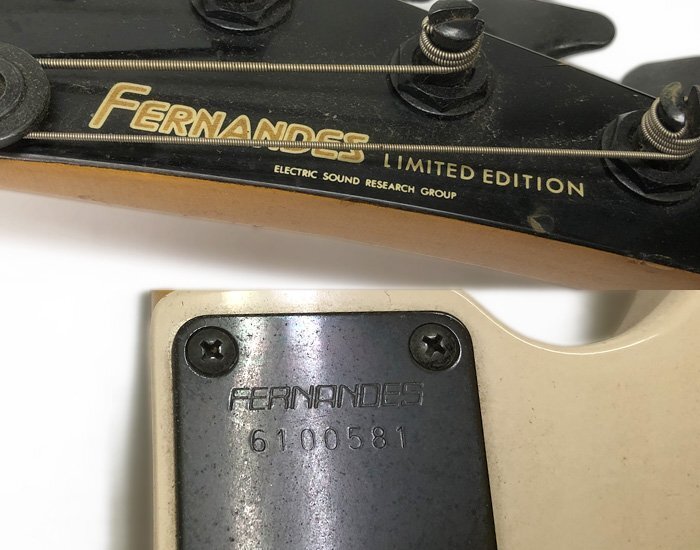 FERNANDES LIMITED EDITION
ELECTRIC SOUND RESEARCH GROUP
FERNANDES
6100581